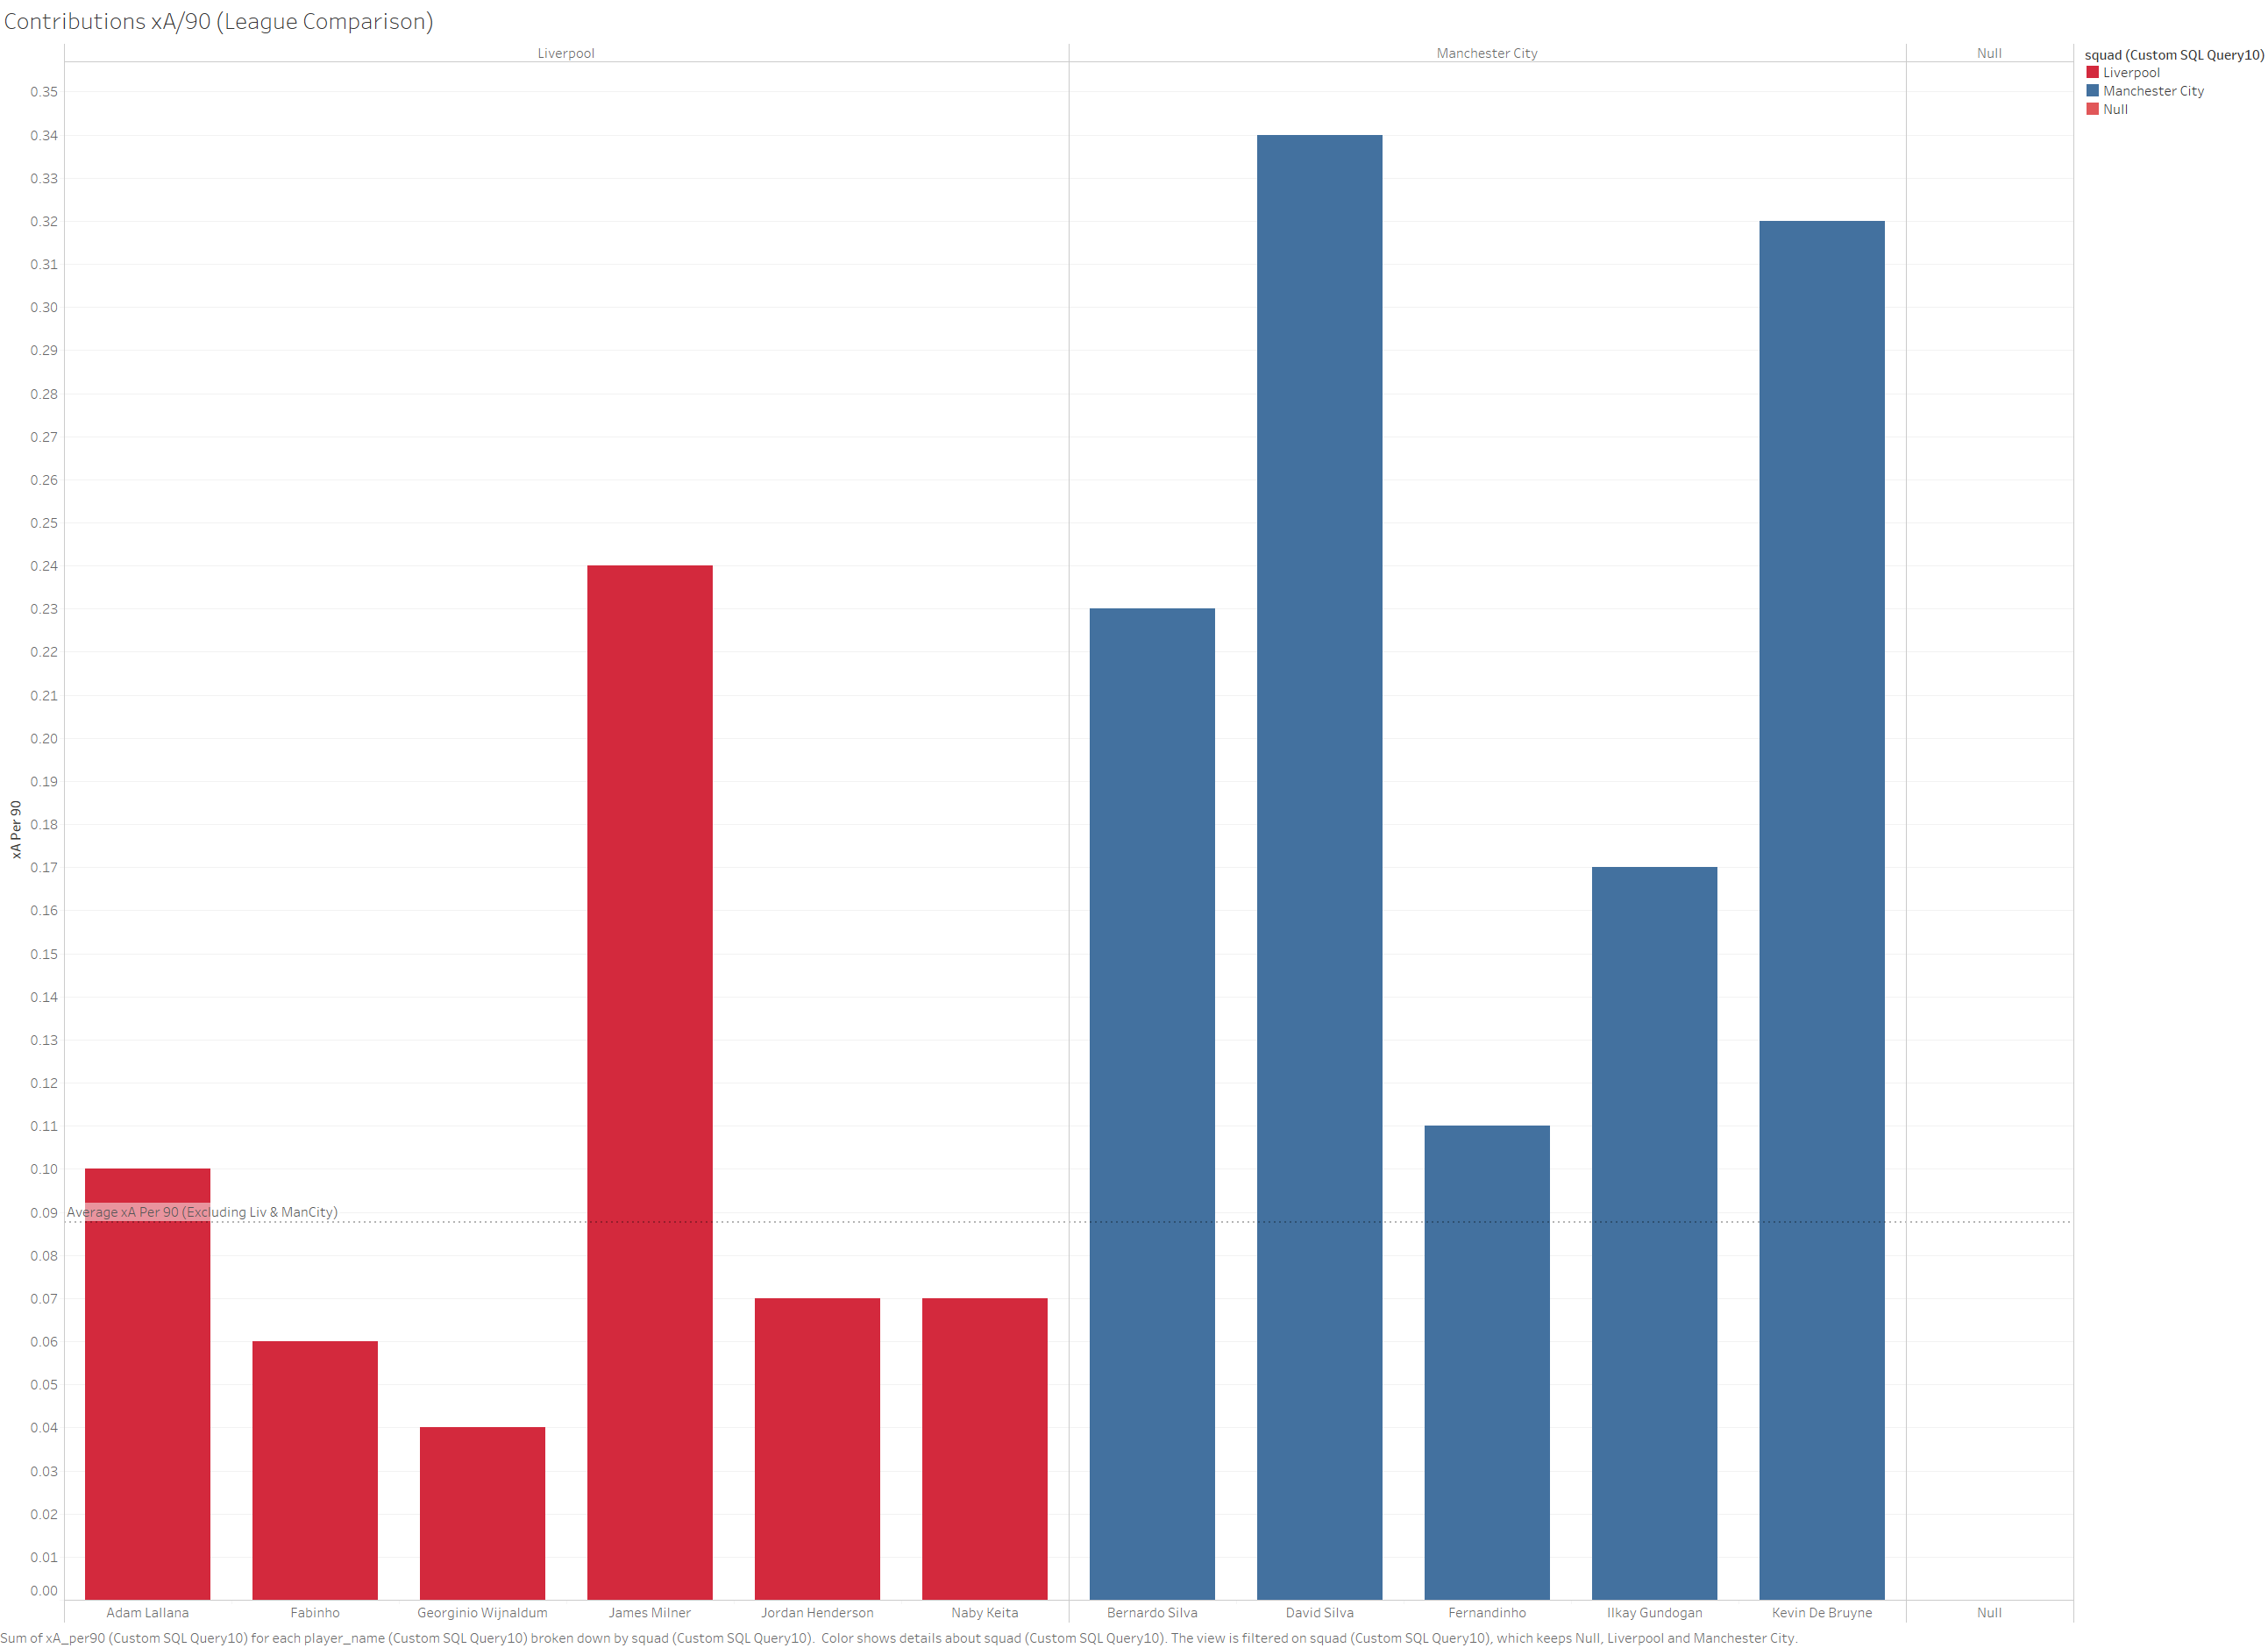 Contributions xA/90 (League Comparison)
Liverpool
Manchester City
Null
squad (Custom SQL Query10)
Liverpool
Manchester City
Null
0.35
0.34
0.33
0.32
0.31
0.30
0.29
0.28
0.27
0.26
0.25
0.24
0.23
0.22
0.21
0.20
0.19
0.18
0.17
0.16
0.15
0.14
0.13
0.12
0.11
0.10
0.09
0.08
0.07
0.06
0.05
0.04
0.03
0.02
0.01
0.00
xA Per 90
Average xA Per 90 (Excluding Liv & ManCity)
Adam Lallana
Fabinho
Georginio Wijnaldum
James Milner
Jordan Henderson
Naby Keita
Bernardo Silva
David Silva
Fernandinho
Ilkay Gundogan
Kevin De Bruyne
Null
Sum of xA_per90 (Custom SQL Query10) for each player_name (Custom SQL Query10) broken down by squad (Custom SQL Query10). Color shows details about squad (Custom SQL Query10). The view is filtered on squad (Custom SQL Query10), which keeps Null, Liverpool and Manchester City.